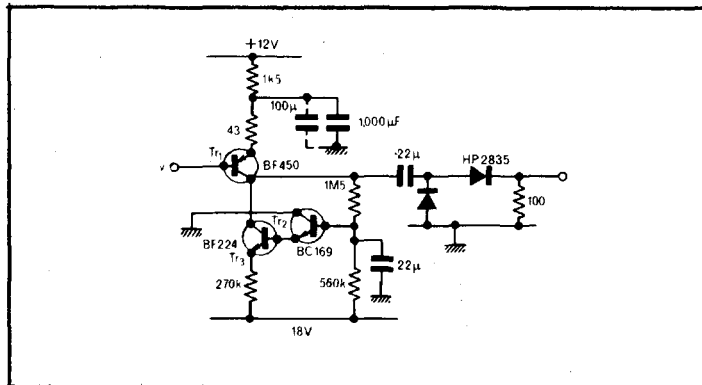 +12V
1k5
100μ
1,000μF
43
Tr1
v
BF450
·22μ
HP2835
1M5
100
Tr2
BF224
BC169
Tr3
22μ
270k
560k
18V